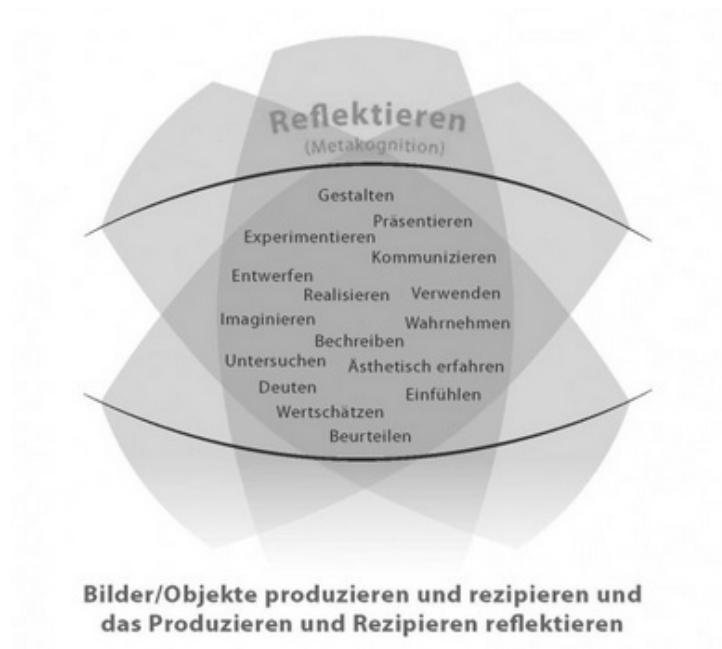 Reflektieren
(Metakognition)
Gestalten
Präsentieren
Experimentieren
Kommunizieren
Entwerfen
Realisieren
Verwenden
Imaginieren
Wahrnehmen
Bechreiben
Untersuchen
Ästhetisch erfahren
Deuten
Einfühlen
Wertschätzen
Beurteilen
Bilder/Objekte produzieren und rezipieren und
das Produzieren und Rezipieren reflektieren